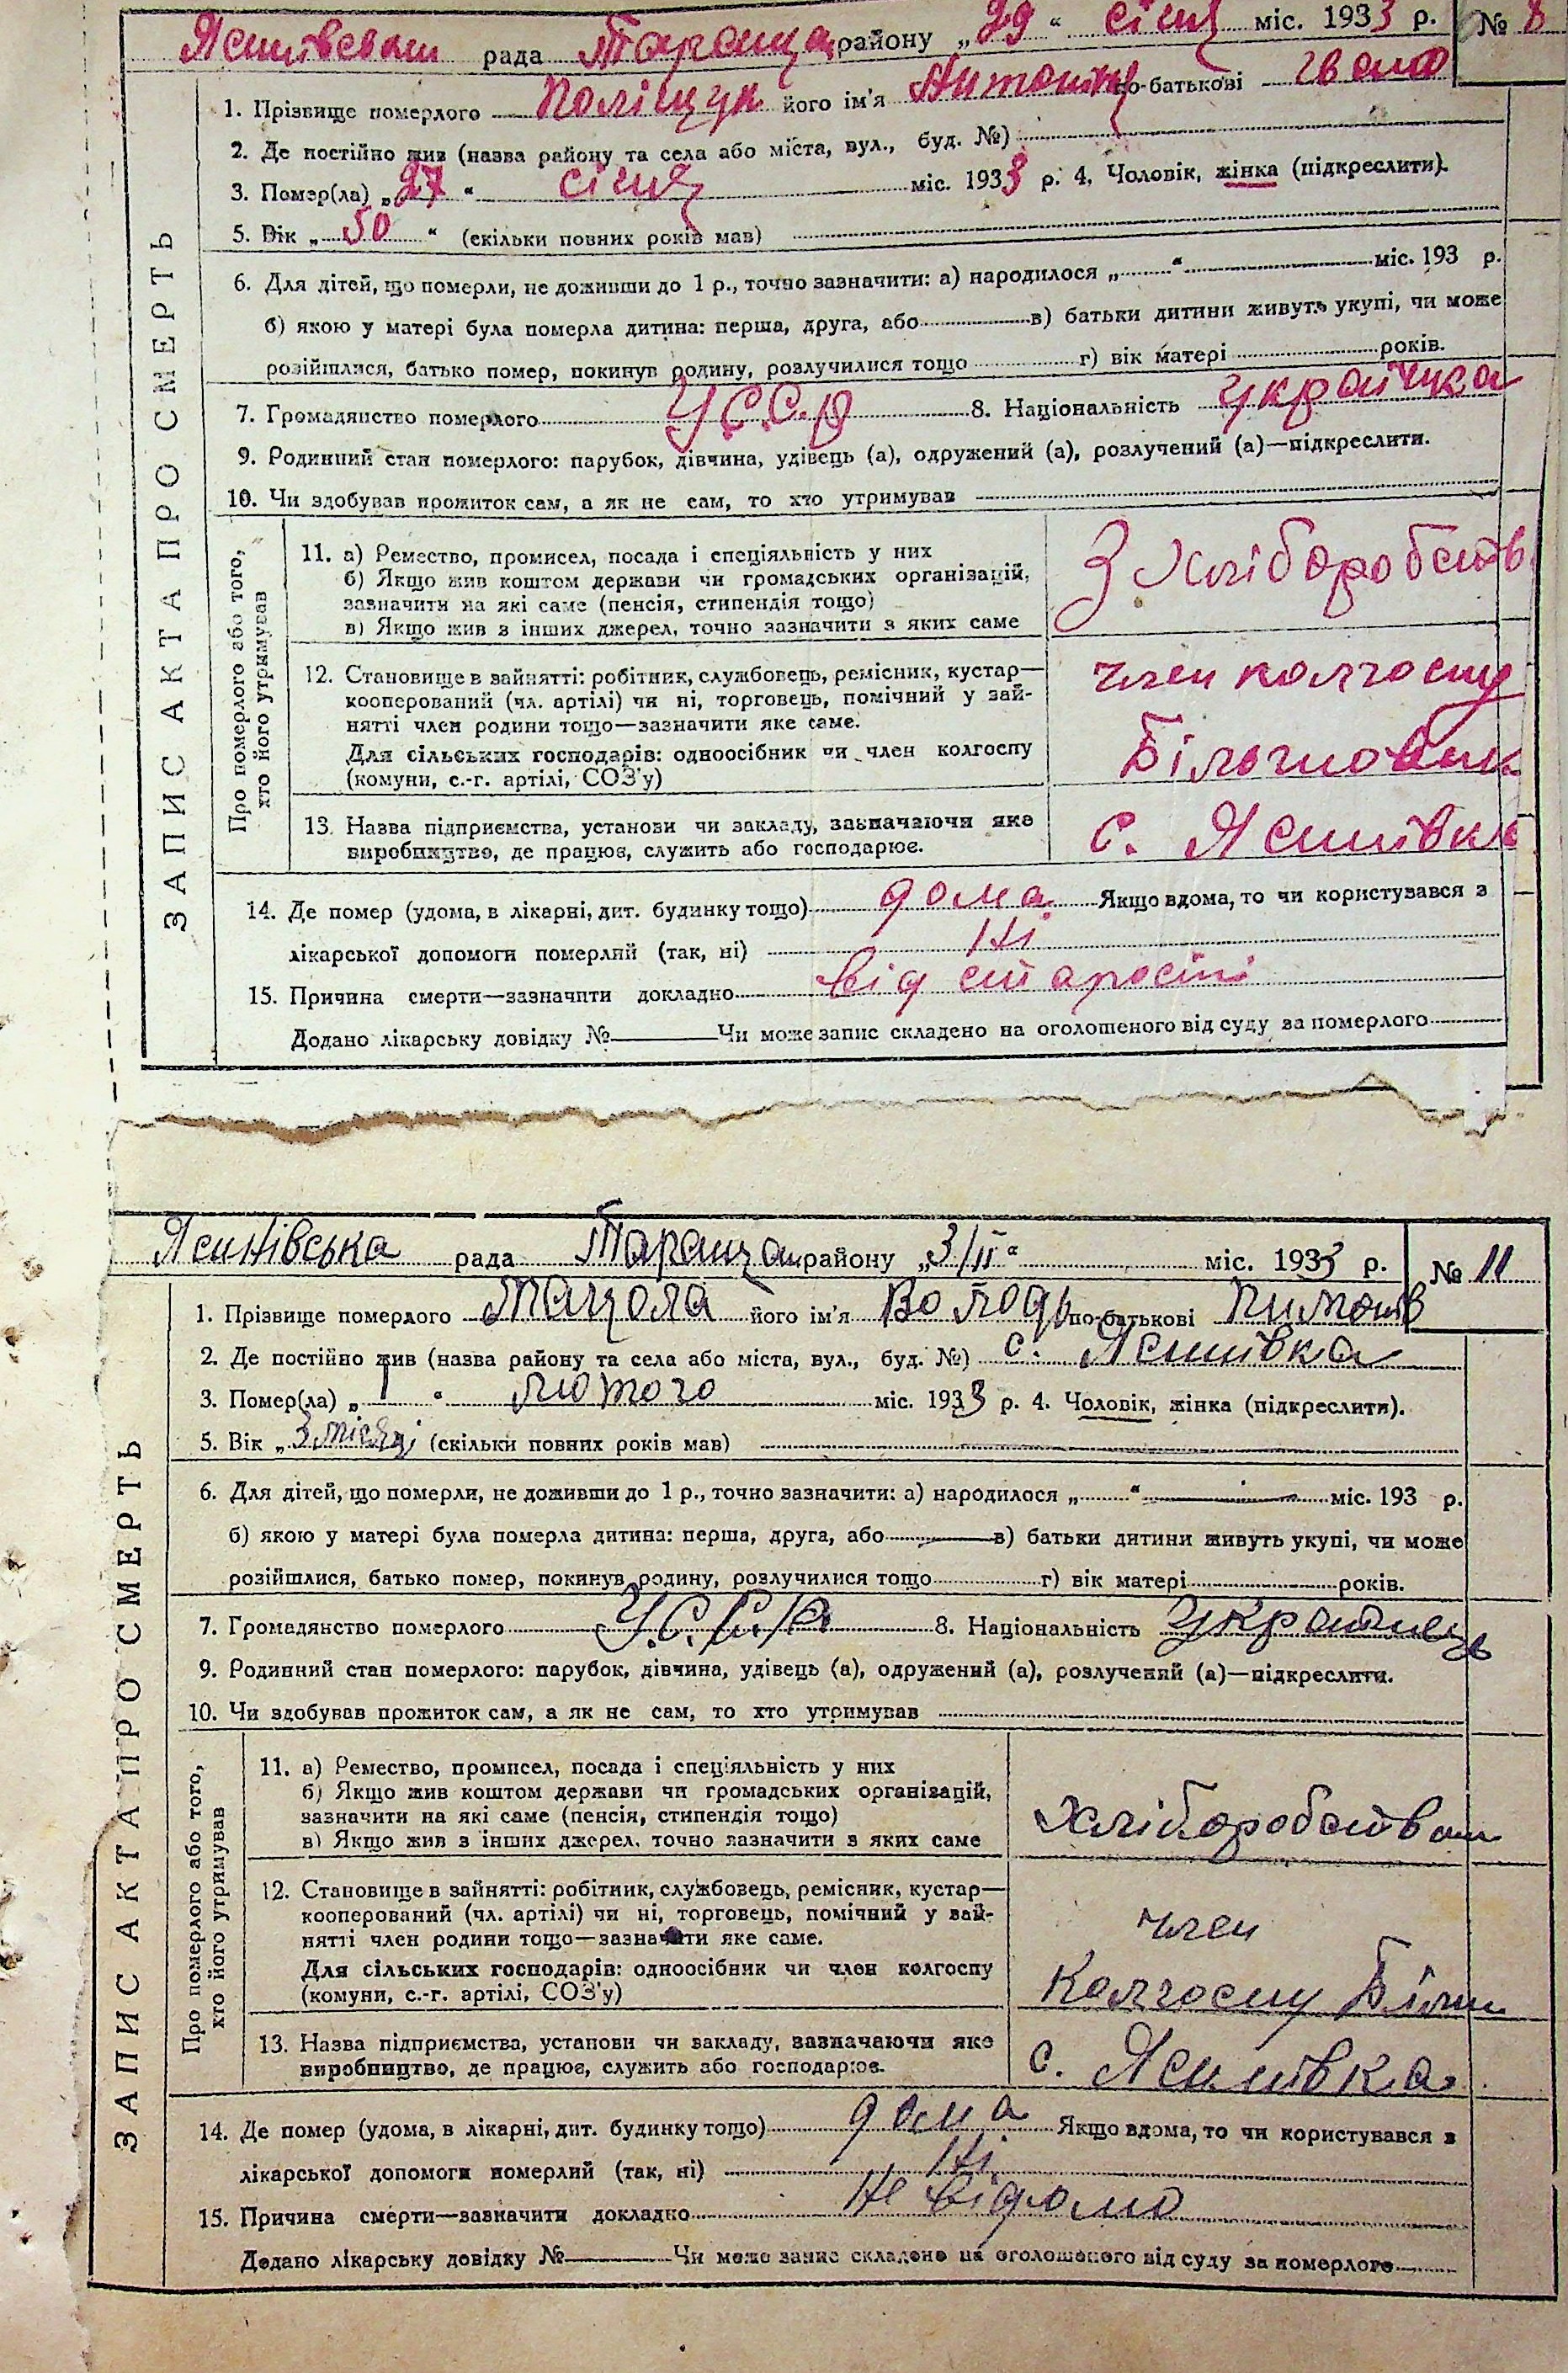 рада Таращан району „29“ січня міс. 1933 р. № 8
1. Прізвище померлого Поліщук його ім'я по-батькові
2. Де постійно жив (назва району та села або міста, вул., буд. №)
3. Помер(ла) „27“ січня міс. 1933 р. 4. Чоловік, жінка (підкреслити).
5. Вік „50“ (скільки повних років мав)
6. Для дітей, що померли, не доживши до 1 р., точно зазначити: а) народилося „ “ міс. 193 р.
б) якою у матері була померла дитина: перша, друга, або в) батьки дитини живуть укупі, чи може
розійшлися, батько помер, покинув родину, розлучилися тощо г) вік матері років.
7. Громадянство померлого У.С.С.Р 8. Національність українка
9. Родинний стан померлого: парубок, дівчина, удівець (а), одружений (а), розлучений (а)—підкреслити.
10. Чи здобував прожиток сам, а як не сам, то хто утримував
ЗАПИС АКТА ПРО СМЕРТЬ
Про померлого або того,
хто його утримував
11. а) Ремество, промисел, посада і спеціяльність у них
б) Якщо жив коштом держави чи громадських організацій,
зазначити на які саме (пенсія, стипендія тощо)
в) Якщо жив з інших джерел, точно зазначити з яких саме
З Хліборобств
12. Становище в зайнятті: робітник, службовець, ремісник, кустар—
кооперований (чл. артілі) чи ні, торговець, помічний у зай-
нятті член родини тощо—зазначити яке саме.
Для сільських господарів: одноосібник чи член колгоспу
(комуни, с.-г. артілі, СОЗ'у)
член колгоспу
Більшовик
13. Назва підприємства, установи чи закладу, зазначаючи яке
виробництво, де працює, служить або господарює.
с. Ясинівка
14. Де помер (удома, в лікарні, дит. будинку тощо) дома Якщо вдома, то чи користувався з
лікарської допомоги померлий (так, ні) Ні
15. Причина смерти—зазначити докладно від старості
Додано лікарську довідку № Чи може запис складено на оголошеного від суду за померлого
Ясинівська рада Таращан району „3/II“ міс. 1933 р. № 11
1. Прізвище померлого його ім'я Володь по-батькові
2. Де постійно жив (назва району та села або міста, вул., буд. №) с. Ясинівка
3. Помер(ла) „1“ лютого міс. 1933 р. 4. Чоловік, жінка (підкреслити).
5. Вік „3 місяці (скільки повних років мав)
6. Для дітей, що померли, не доживши до 1 р., точно зазначити: а) народилося „ “ міс. 193 р.
б) якою у матері була померла дитина: перша, друга, або в) батьки дитини живуть укупі, чи може
розійшлися, батько помер, покинув родину, розлучилися тощо г) вік матері років.
7. Громадянство померлого У.С.С.Р. 8. Національність Українець
9. Родинний стан померлого: парубок, дівчина, удівець (а), одружений (а), розлучений (а)—підкреслити.
10. Чи здобував прожиток сам, а як не сам, то хто утримував
ЗАПИС АКТА ПРО СМЕРТЬ
Про померлого або того,
хто його утримував
11. а) Ремество, промисел, посада і спеціяльність у них
б) Якщо жив коштом держави чи громадських організацій,
зазначити на які саме (пенсія, стипендія тощо)
в) Якщо жив з інших джерел, точно зазначити з яких саме
Хліборобством
12. Становище в зайнятті: робітник, службовець, ремісник, кустар—
кооперований (чл. артілі) чи ні, торговець, помічний у зай-
нятті член родини тощо—зазначити яке саме.
Для сільських господарів: одноосібник чи член колгоспу
(комуни, с.-г. артілі, СОЗ'у)
член
Колгоспу Більш
13. Назва підприємства, установи чи закладу, зазначаючи яке
виробництво, де працює, служить або господарює.
с. Ясинівка
14. Де помер (удома, в лікарні, дит. будинку тощо) дома Якщо вдома, то чи користувався з
лікарської допомоги померлий (так, ні) Ні
15. Причина смерти—зазначити докладно Не відомо
Додано лікарську довідку № Чи може запис складено на оголошеного від суду за померлого